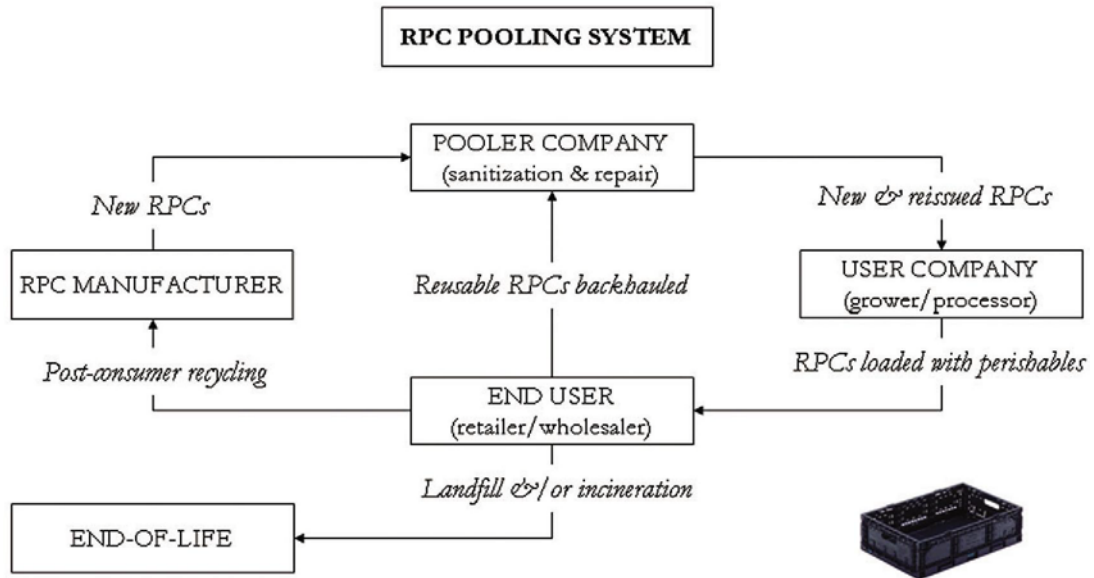 RPC POOLING SYSTEM
POOLER COMPANY
(sanitization & repair)
New RPCs
New & reissued RPCs
RPC MANUFACTURER
Reusable RPCs backhauled
USER COMPANY
(grower/processor)
Post-consumer recycling
RPCs loaded with perishables
END USER
(retailer/wholesaler)
Landfill &/or incineration
END-OF-LIFE